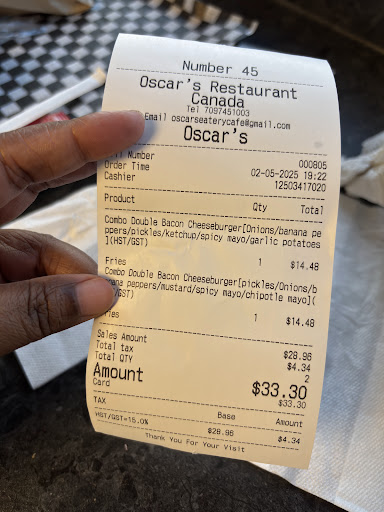 Number 45
Oscar's Restaurant
Canada
Tel 7097451003
Email oscarseaterycafe@gmail.com
Oscar's
Number 000805
Order Time 02-05-2025 19:22
Cashier 12503417020
Product Qty Total
Combo Double Bacon Cheeseburger[Onions/banana pe
ppers/pickles/ketchup/spicy mayo/garlic potatoes
](HST/GST)
Fries 1 $14.48
Combo Double Bacon Cheeseburger[pickles/Onions/b
nana peppers/mustard/spicy mayo/chipotle mayo](
/GST)
ries 1 $14.48
Sales Amount $28.96
Total tax $4.34
Total QTY 2
Amount $33.30
Card $33.30
TAX Base Amount
HST/GST=15.0% $28.96 $4.34
Thank You For Your Visit